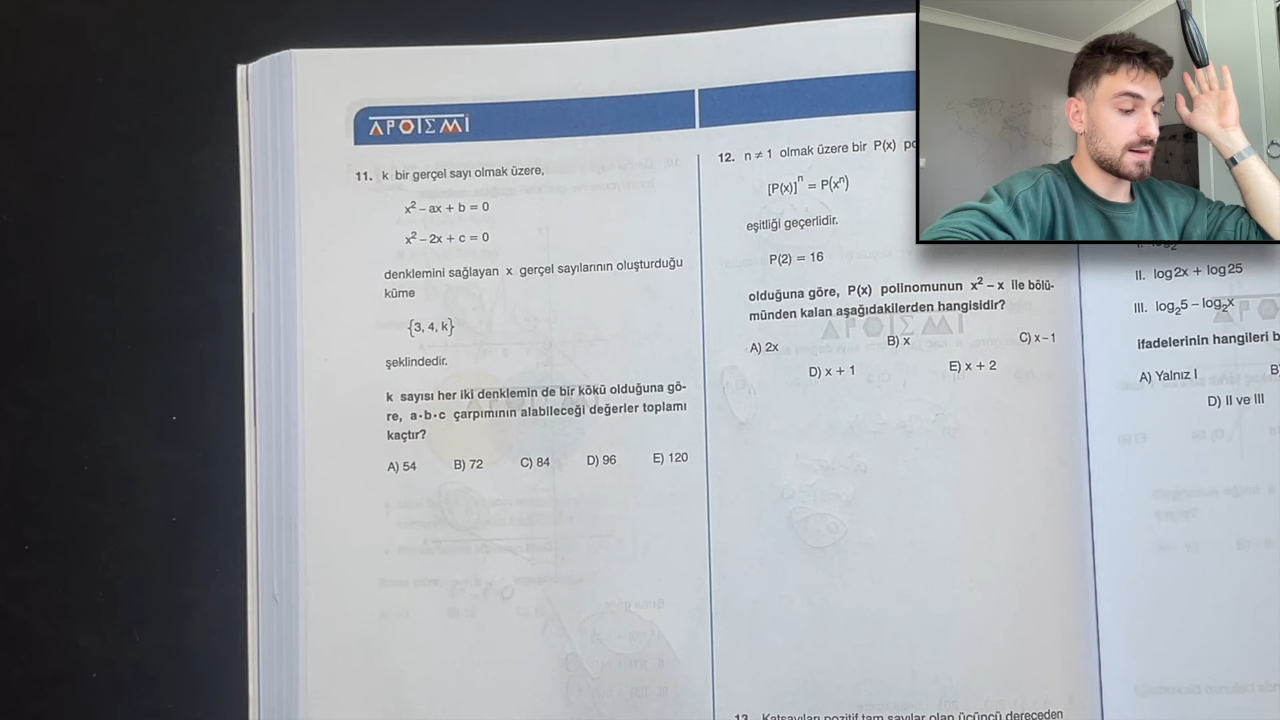 APOTEMİ
11. k bir gerçel sayı olmak üzere,
x² – ax + b = 0
x² – 2x + c = 0
denklemini sağlayan x gerçel sayılarının oluşturduğu
küme
{3, 4, k}
şeklindedir.
k sayısı her iki denklemin de bir kökü olduğuna gö-
re, a·b·c çarpımının alabileceği değerler toplamı
kaçtır?
A) 54 B) 72 C) 84 D) 96 E) 120
12. n ≠ 1 olmak üzere bir P(x)
[P(x)]ⁿ = P(xⁿ)
eşitliği geçerlidir.
P(2) = 16
olduğuna göre, P(x) polinomunun x² – x ile bölü-
münden kalan aşağıdakilerden hangisidir?
A) 2x B) x C) x – 1
D) x + 1 E) x + 2
13. Katsayıları pozitif tam sayılar olan üçüncü dereceden
II. log2x + log25
III. log₂5 – log₂x
ifadelerinin hangileri
A) Yalnız I
D) II ve III